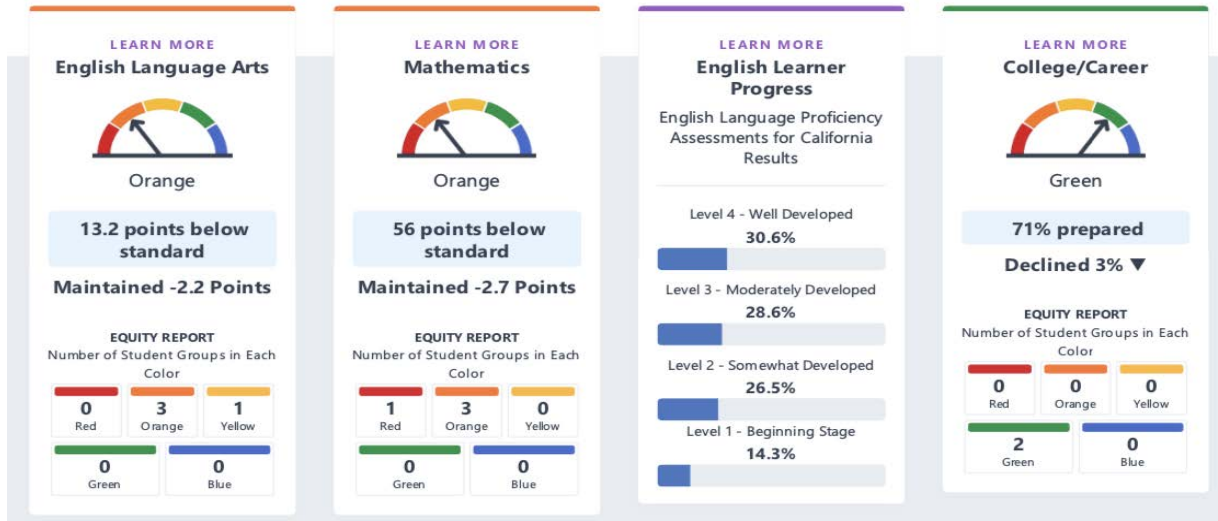 LEARN MORE
English Language Arts
Orange
13.2 points below
standard
Maintained -2.2 Points
EQUITY REPORT
Number of Student Groups in Each
Color
0
Red
3
Orange
1
Yellow
0
Green
0
Blue
LEARN MORE
Mathematics
Orange
56 points below
standard
Maintained -2.7 Points
EQUITY REPORT
Number of Student Groups in Each
Color
1
Red
3
Orange
0
Yellow
0
Green
0
Blue
LEARN MORE
English Learner
Progress
English Language Proficiency
Assessments for California
Results
Level 4 - Well Developed
30.6%
Level 3 - Moderately Developed
28.6%
Level 2 - Somewhat Developed
26.5%
Level 1 - Beginning Stage
14.3%
LEARN MORE
College/Career
Green
71% prepared
Declined 3% ▼
EQUITY REPORT
Number of Student Groups in Each
Color
0
Red
0
Orange
0
Yellow
2
Green
0
Blue